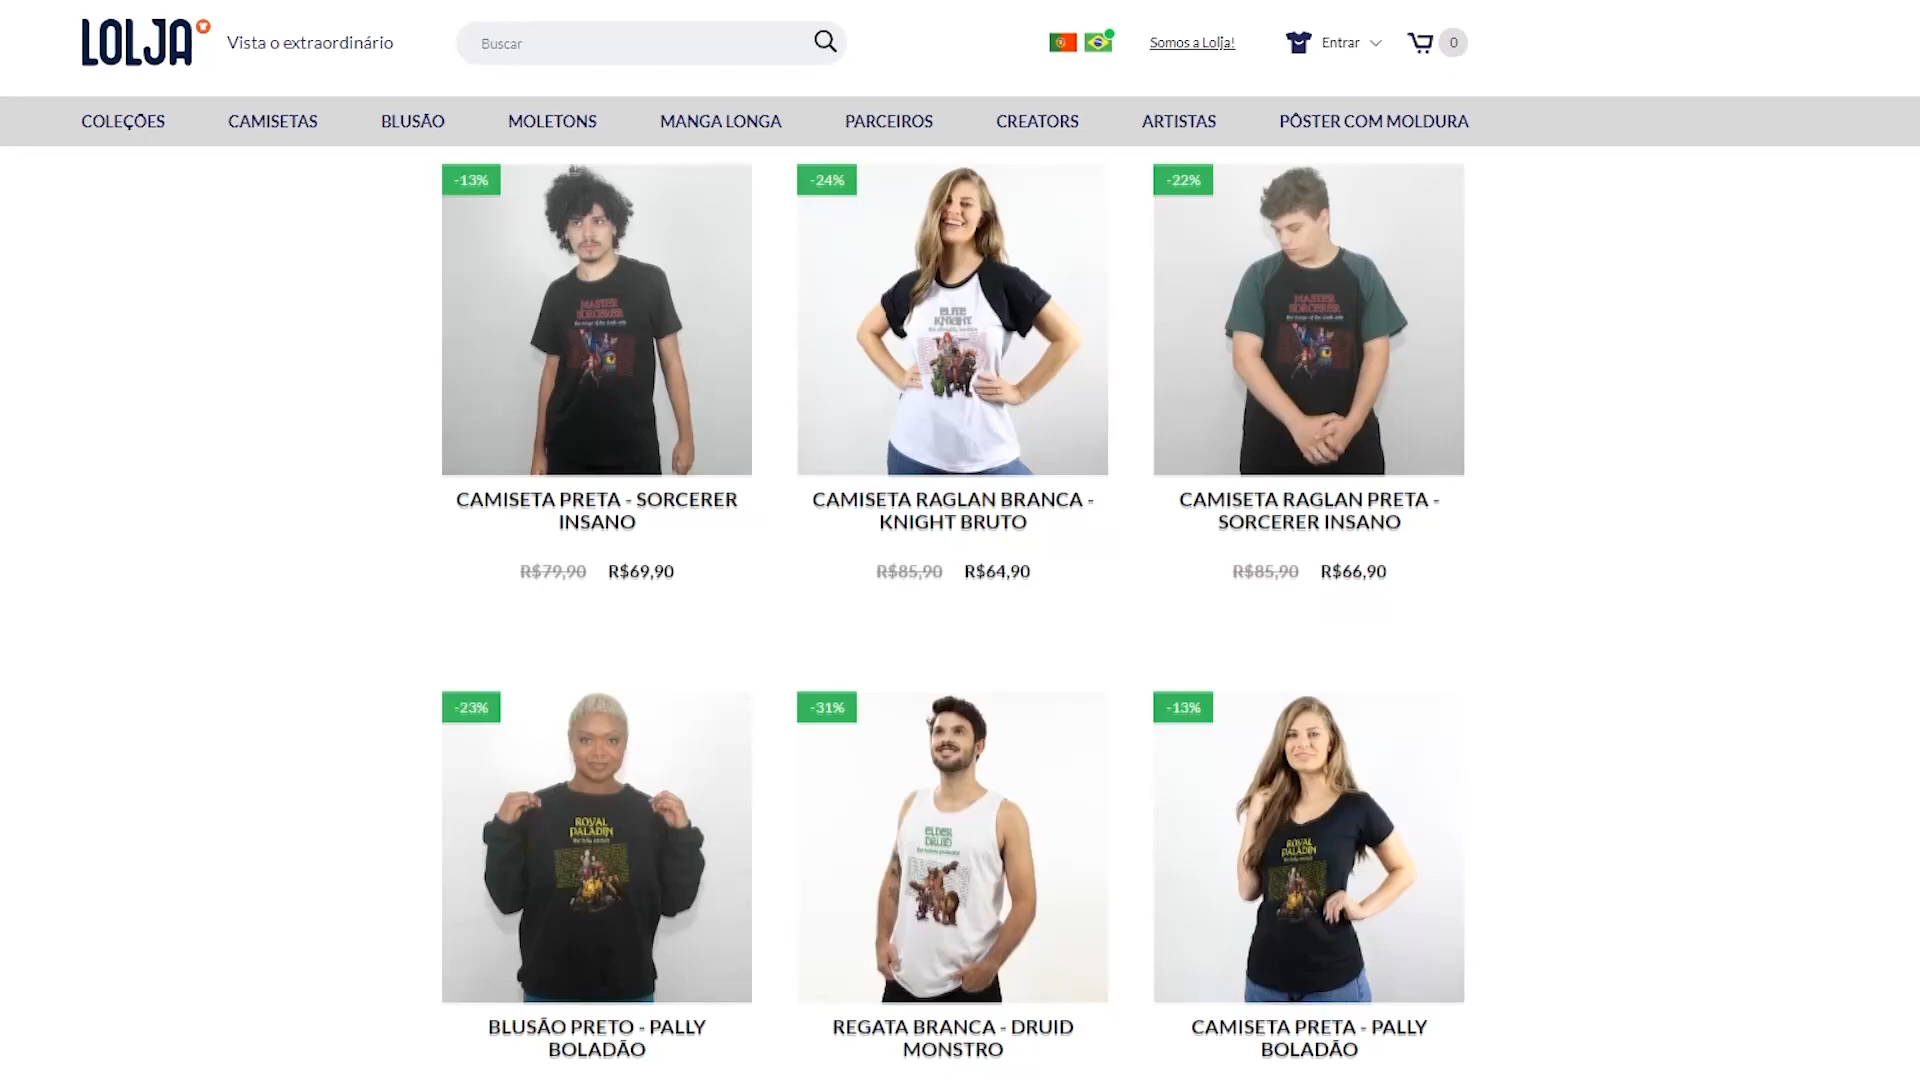 LOLJA
Vista o extraordinário
Buscar
Somos a Lolja!
Entrar
0
COLEÇÕES
CAMISETAS
BLUSÃO
MOLETONS
MANGA LONGA
PARCEIROS
CREATORS
ARTISTAS
PÔSTER COM MOLDURA
-13%
-24%
-22%
MASTER
SORCERER
ELITE
KNIGHT
MASTER
SORCERER
CAMISETA PRETA - SORCERER
INSANO
CAMISETA RAGLAN BRANCA -
KNIGHT BRUTO
CAMISETA RAGLAN PRETA -
SORCERER INSANO
R$79,90 R$69,90
R$85,90 R$64,90
R$85,90 R$66,90
-23%
-31%
-13%
ROYAL
PALADIN
ELDER
DRUID
ROYAL
PALADIN
BLUSÃO PRETO - PALLY
BOLADÃO
REGATA BRANCA - DRUID
MONSTRO
CAMISETA PRETA - PALLY
BOLADÃO